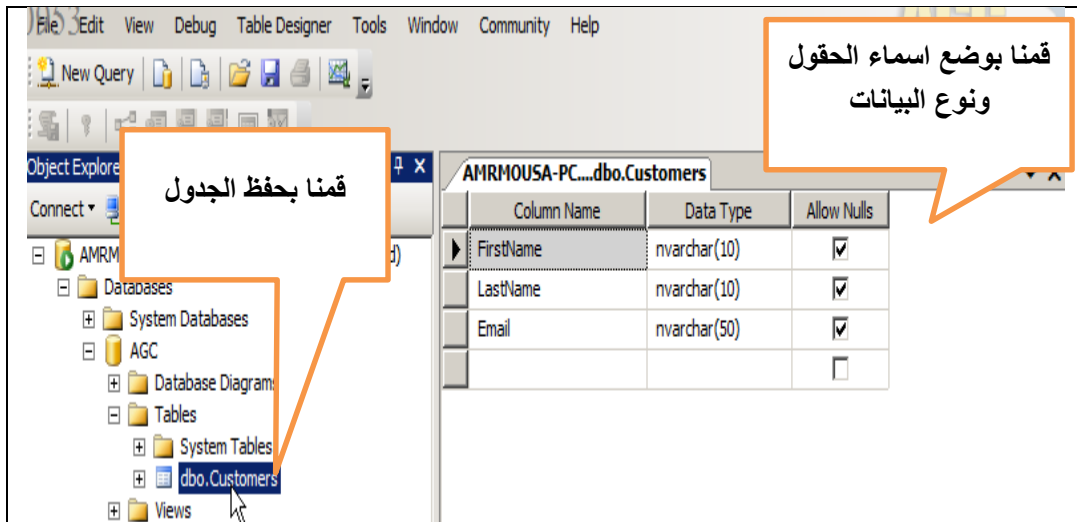 File Edit View Debug Table Designer Tools Window Community Help
New Query
قمنا بوضع اسماء الحقول
ونوع البيانات
قمنا بحفظ الجدول
Object Explore
Connect
AMRM
Databases
System Databases
AGC
Database Diagrams
Tables
System Tables
dbo.Customers
Views
AMRMOUSA-PC....dbo.Customers
Column Name Data Type Allow Nulls
FirstName nvarchar(10)
LastName nvarchar(10)
Email nvarchar(50)